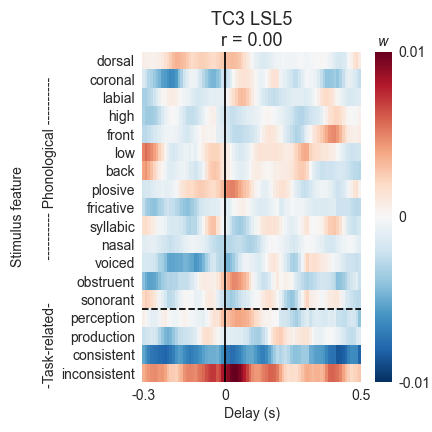 TC3 LSL5
r = 0.00
w
Stimulus feature
---------- Phonological ----------
-Task-related-
dorsal
coronal
labial
high
front
low
back
plosive
fricative
syllabic
nasal
voiced
obstruent
sonorant
perception
production
consistent
inconsistent
0.01
0
-0.01
-0.3 0 0.5
Delay (s)